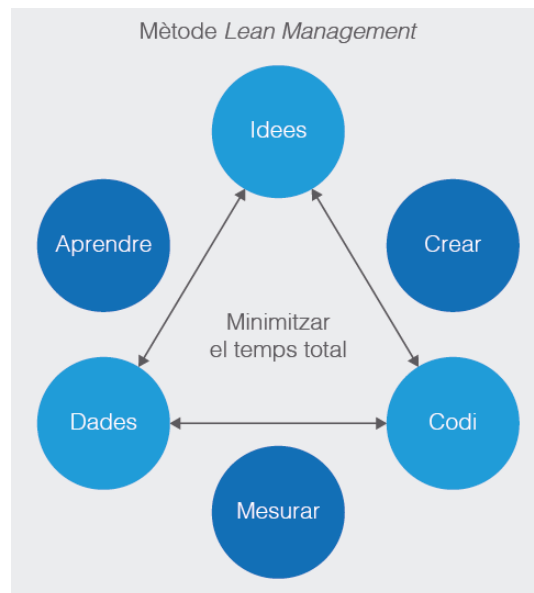 Mètode Lean Management
Idees
Aprendre
Crear
Minimitzar
el temps total
Dades
Codi
Mesurar